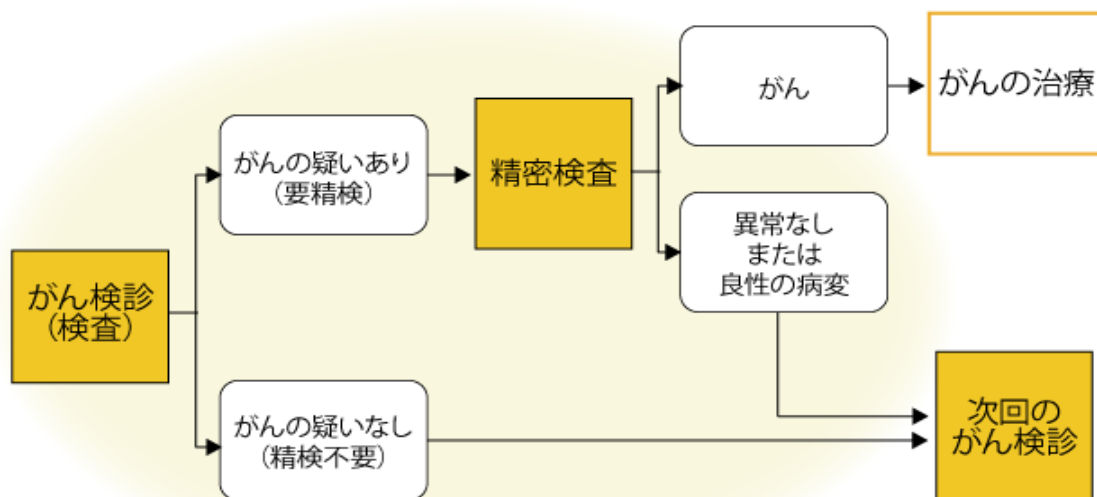 がん検診
（検査）
がんの疑いあり
（要精検）
がんの疑いなし
（精検不要）
精密検査
がん
異常なし
または
良性の病変
がんの治療
次回の
がん検診